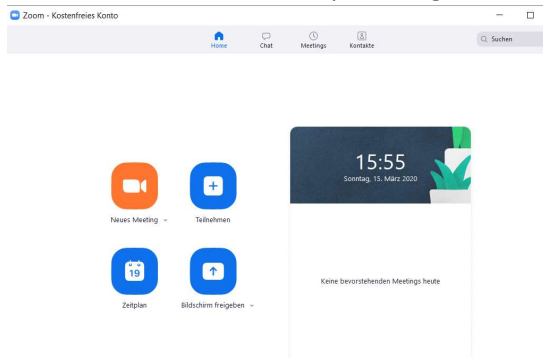 Zoom - Kostenfreies Konto
Home Chat Meetings Kontakte
Suchen
15:55
Sonntag, 15. März 2020
Neues Meeting Teilnehmen
19
Zeitplan Bildschirm freigeben
Keine bevorstehenden Meetings heute